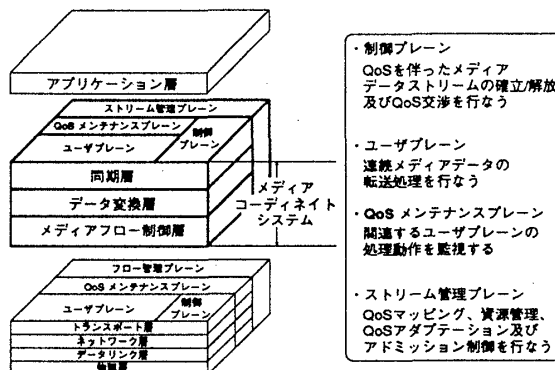 アプリケーション層
ストリーム管理プレーン
QoS メンテナンスプレーン
ユーザプレーン
制御
プレーン
同期層
データ変換層
メディアフロー制御層
メディア
コーディネイト
システム
フロー管理プレーン
QoS メンテナンスプレーン
ユーザプレーン
制御
プレーン
トランスポート層
ネットワーク層
データリンク層
物理層
・制御プレーン
QoSを伴ったメディア
データストリームの確立/解放
及びQoS交渉を行なう
・ユーザプレーン
連続メディアデータの
転送処理を行なう
・QoS メンテナンスプレーン
関連するユーザプレーンの
処理動作を監視する
・ストリーム管理プレーン
QoSマッピング、資源管理、
QoSアダプテーション及び
アドミッション制御を行なう